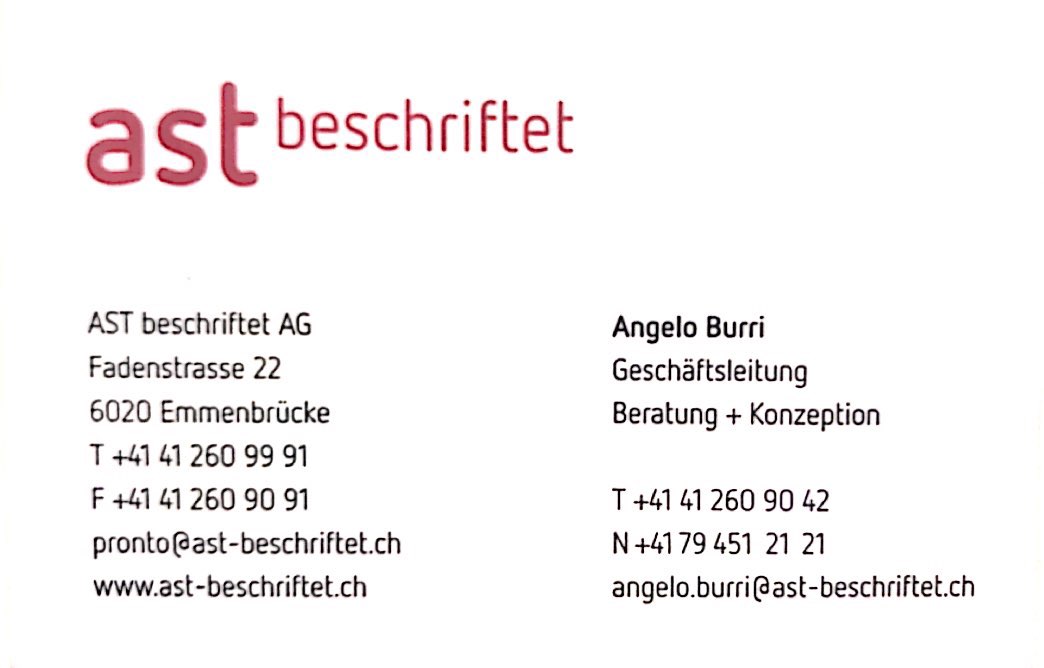 ast beschriftet
AST beschriftet AG
Fadenstrasse 22
6020 Emmenbrücke
T +41 41 260 99 91
F +41 41 260 90 91
pronto@ast-beschriftet.ch
www.ast-beschriftet.ch
Angelo Burri
Geschäftsleitung
Beratung + Konzeption
T +41 41 260 90 42
N +41 79 451 21 21
angelo.burri@ast-beschriftet.ch